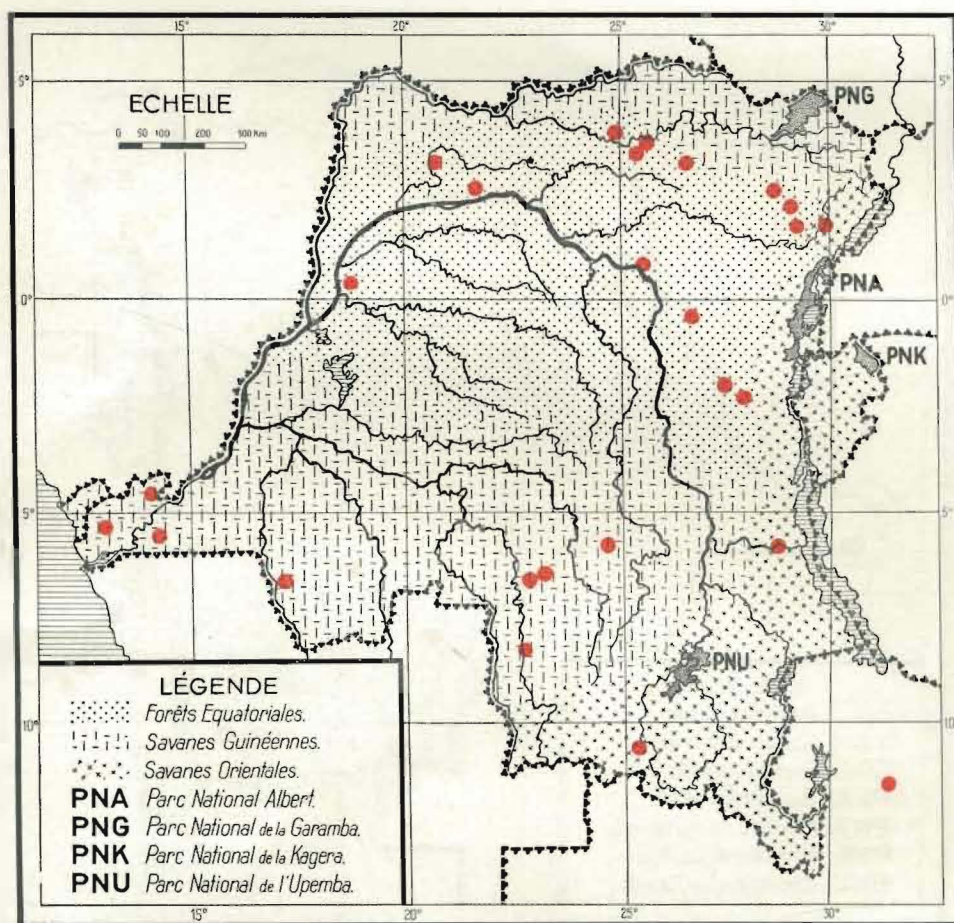 15° 20° 25° 30°
5° 5°
PNG
ECHELLE
0 50 100 200 300 Km
PNA
0° 0°
PNK
5° 5°
PNU
LÉGENDE
Forêts Equatoriales.
Savanes Guinéennes.
10° 10°
Savanes Orientales.
PNA Parc National Albert.
PNG Parc National de la Garamba.
PNK Parc National de la Kagera.
PNU Parc National de l'Upemba.
15° 20° 25° 30°